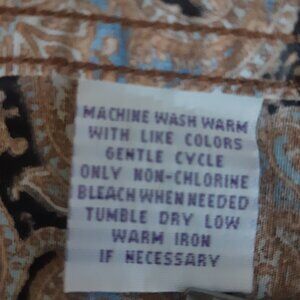 MACHINE WASH WARM
WITH LIKE COLORS
GENTLE CYCLE
ONLY NON-CHLORINE
BLEACH WHEN NEEDED
TUMBLE DRY LOW
WARM IRON
IF NECESSARY